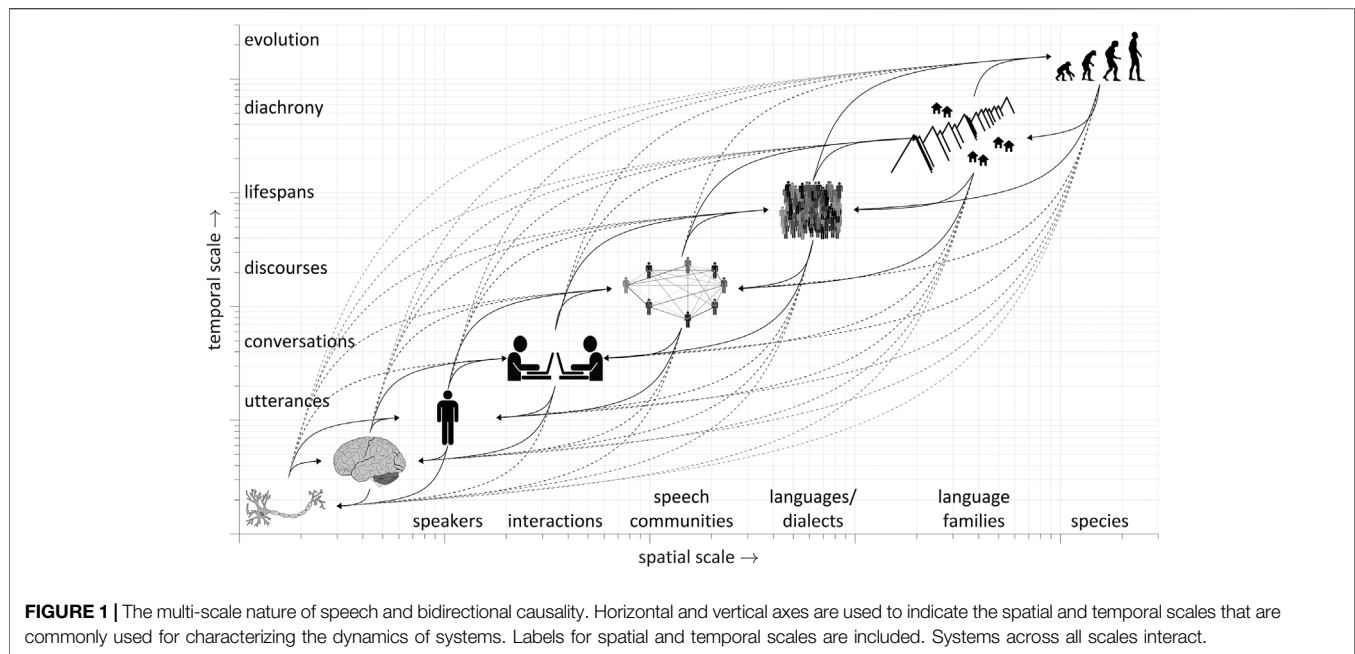 evolution
diachrony
lifespans
discourses
conversations
utterances
temporal scale →
speakers
interactions
speech
communities
languages/
dialects
language
families
species
spatial scale →
FIGURE 1 | The multi-scale nature of speech and bidirectional causality. Horizontal and vertical axes are used to indicate the spatial and temporal scales that are
commonly used for characterizing the dynamics of systems. Labels for spatial and temporal scales are included. Systems across all scales interact.